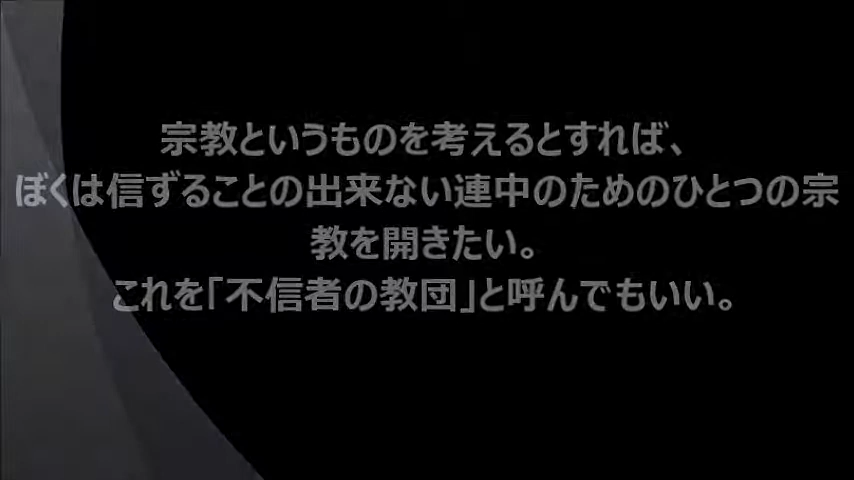 宗教というものを考えるとすれば、
ぼくは信ずることの出来ない連中のためのひとつの宗
教を開きたい。
これを「不信者の教団」と呼んでもいい。